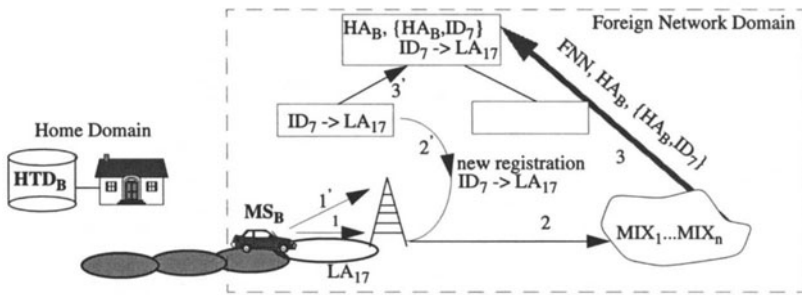 Foreign Network Domain
HA_B, {HA_B,ID_7}
ID_7 -> LA_17
FNN, HA_B, {HA_B,ID_7}
3'
ID_7 -> LA_17
Home Domain
2'
3
new registration
ID_7 -> LA_17
HTD_B
1'
MS_B
1
2
MIX_1...MIX_n
LA_17